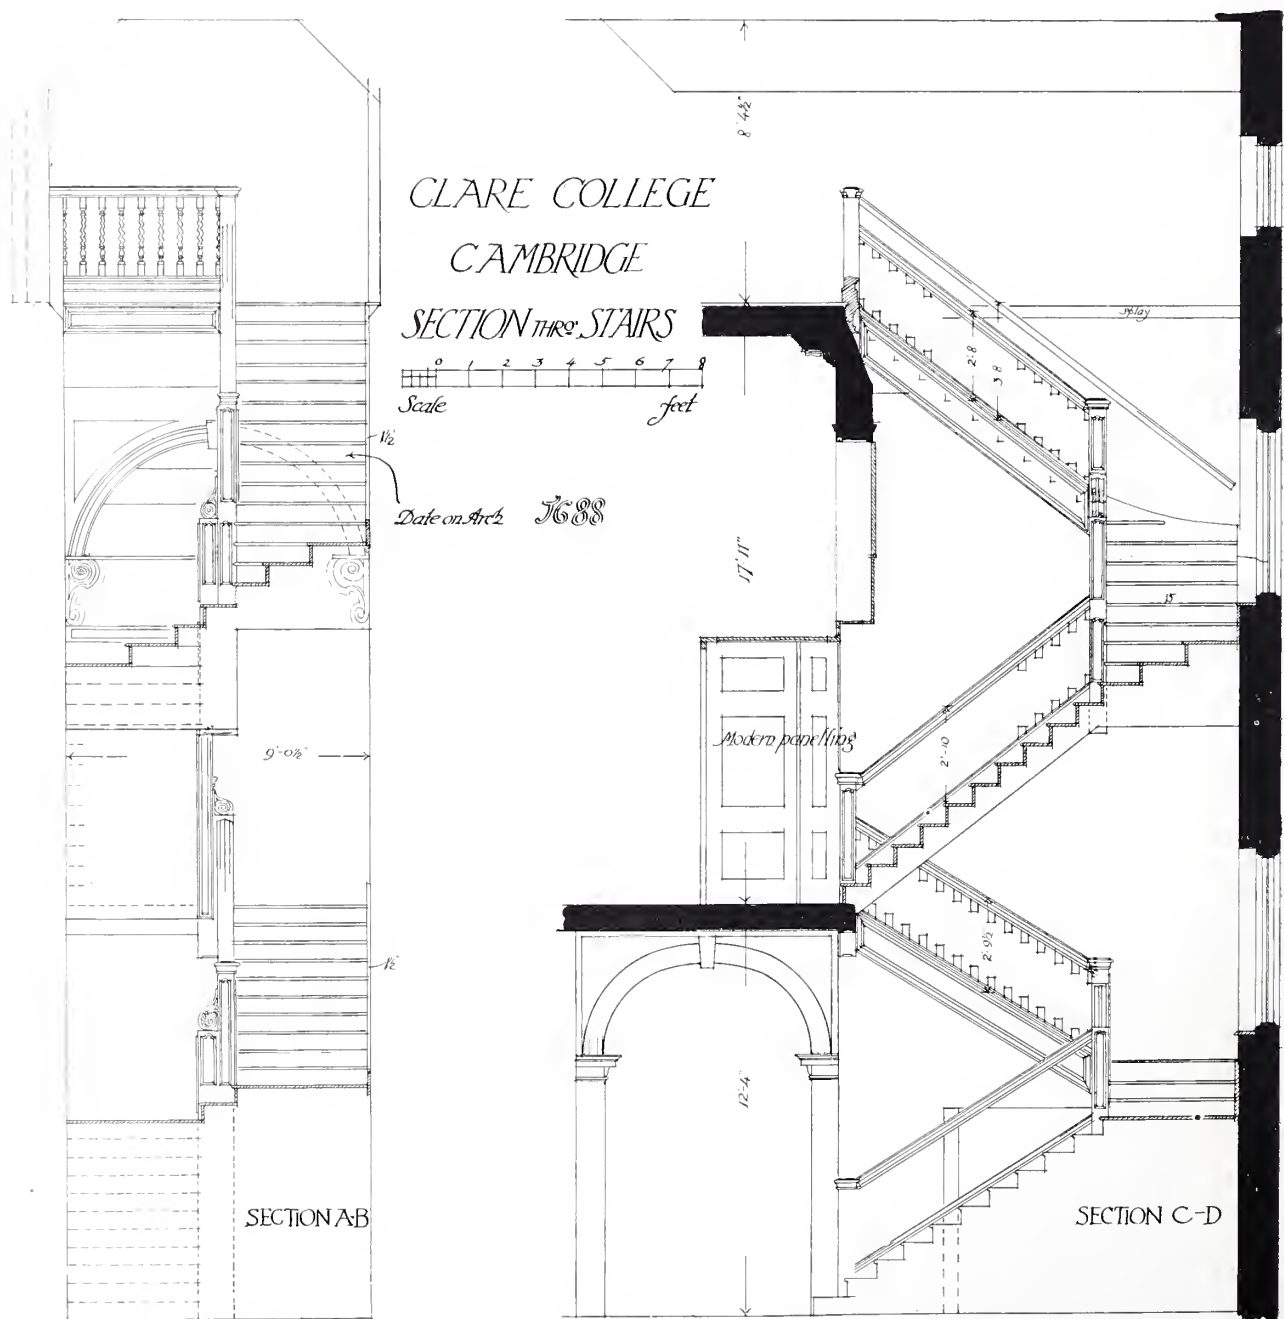 CLARE COLLEGE
CAMBRIDGE
SECTION THRO. STAIRS
0 1 2 3 4 5 6 7 8
Scale feet
1½"
Date on Arch 1688
9'-0½"
1½"
SECTION A-B
8'4½"
splay
2'8
3'8
17'-11"
15
Modern panelling
2'-10
2'-9½
12'-4"
SECTION C-D